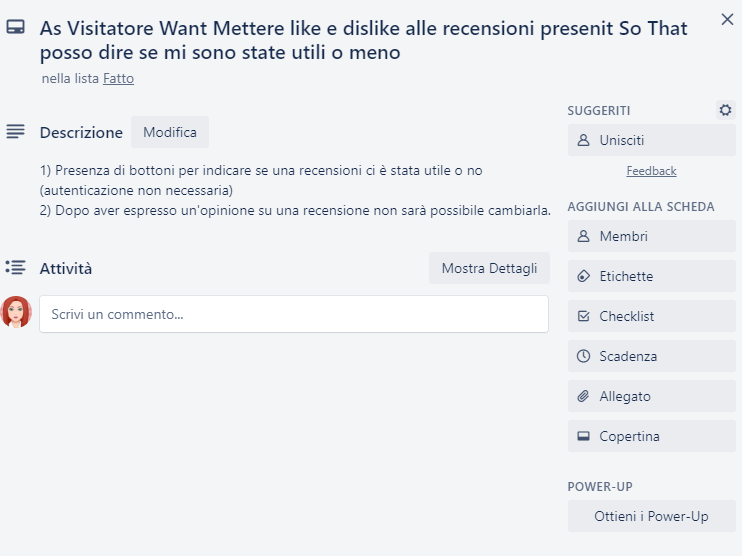 As Visitatore Want Mettere like e dislike alle recensioni presenit So That
posso dire se mi sono state utili o meno
nella lista Fatto
Descrizione
Modifica
1) Presenza di bottoni per indicare se una recensioni ci è stata utile o no
(autenticazione non necessaria)
2) Dopo aver espresso un'opinione su una recensione non sarà possibile cambiarla.
Attività
Mostra Dettagli
Scrivi un commento...
SUGGERITI
Unisciti
Feedback
AGGIUNGI ALLA SCHEDA
Membri
Etichette
Checklist
Scadenza
Allegato
Copertina
POWER-UP
Ottieni i Power-Up